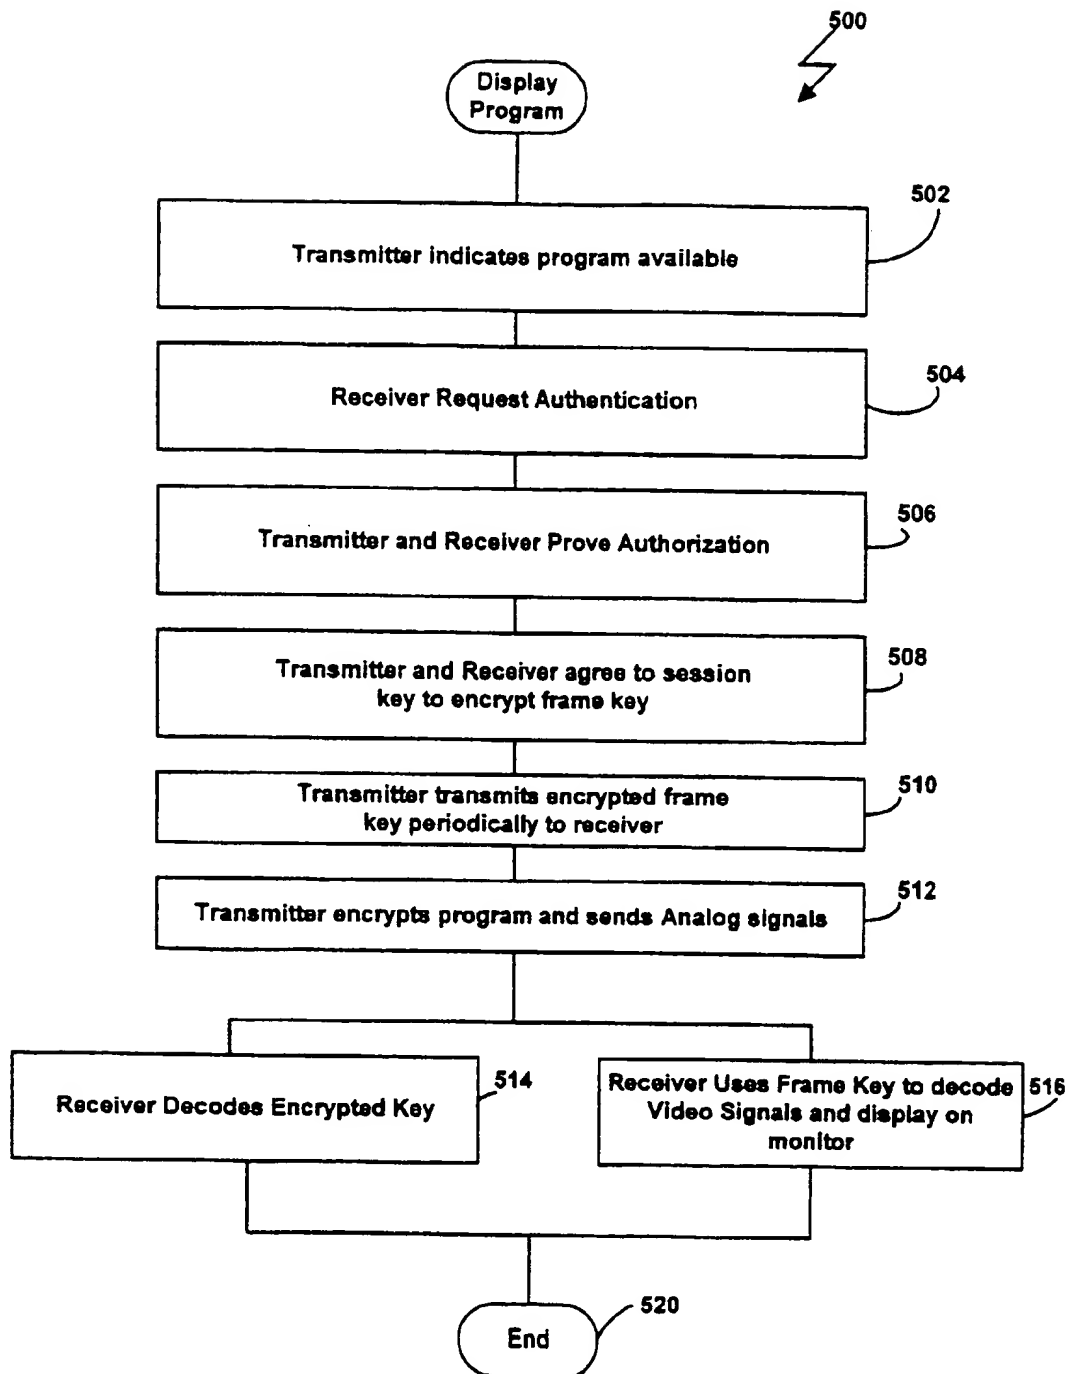 500
Display
Program
502
Transmitter indicates program available
504
Receiver Request Authentication
506
Transmitter and Receiver Prove Authorization
508
Transmitter and Receiver agree to session
key to encrypt frame key
510
Transmitter transmits encrypted frame
key periodically to receiver
512
Transmitter encrypts program and sends Analog signals
514
Receiver Decodes Encrypted Key
516
Receiver Uses Frame Key to decode
Video Signals and display on
monitor
520
End